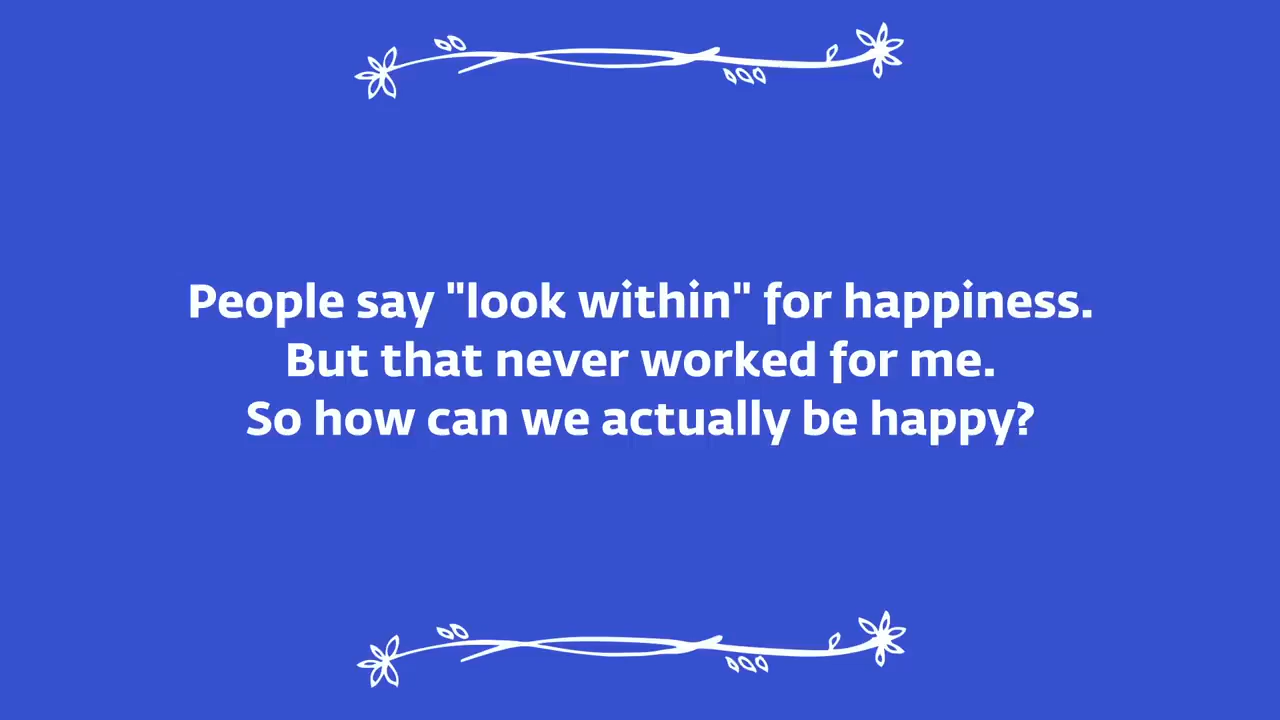 People say "look within" for happiness.
But that never worked for me.
So how can we actually be happy?